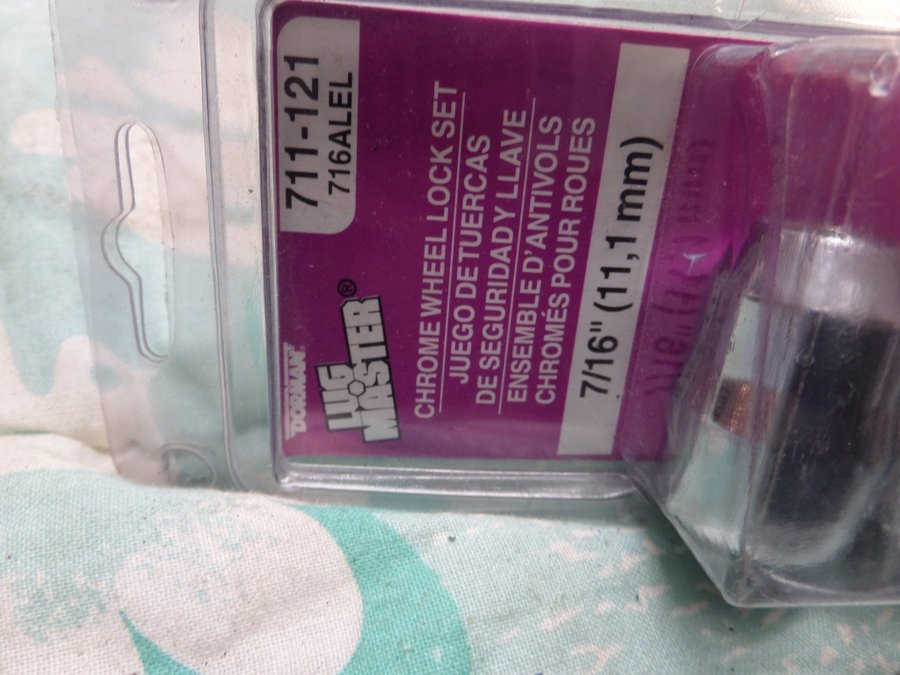 711-121
716ALEL
DORMAN
LUG
MASTER®
CHROME WHEEL LOCK SET
JUEGO DE TUERCAS
DE SEGURIDAD Y LLAVE
ENSEMBLE D'ANTIVOLS
CHROMÉS POUR ROUES
7/16" (11,1 mm)